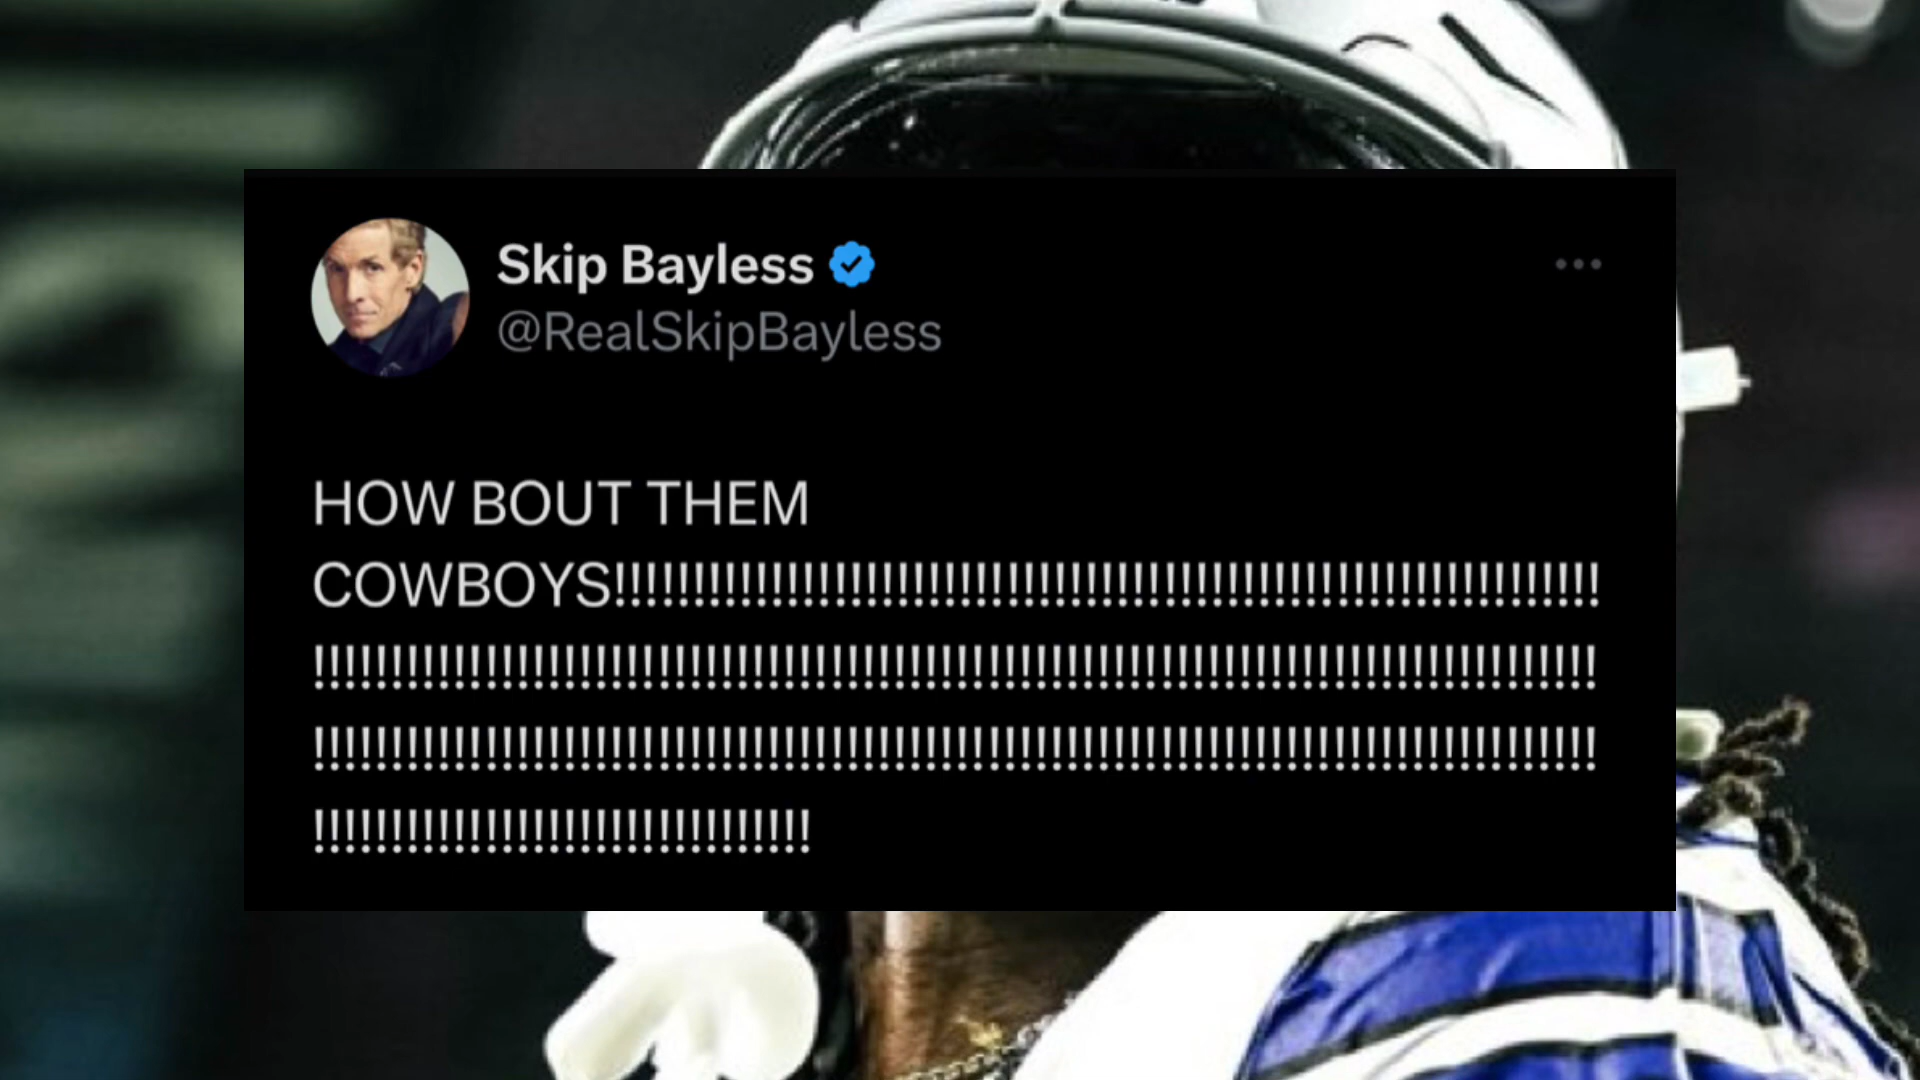 Skip Bayless
@RealSkipBayless
HOW BOUT THEM
COWBOYS!!!!!!!!!!!!!!!!!!!!!!!!!!!!!!!!!!!!!!!!!!!!!!!!!!!!!!!!!!!!!!!
!!!!!!!!!!!!!!!!!!!!!!!!!!!!!!!!!!!!!!!!!!!!!!!!!!!!!!!!!!!!!!!!!!!!!!!!!!!!!!!!!!
!!!!!!!!!!!!!!!!!!!!!!!!!!!!!!!!!!!!!!!!!!!!!!!!!!!!!!!!!!!!!!!!!!!!!!!!!!!!!!!!!!
!!!!!!!!!!!!!!!!!!!!!!!!!!!!!!!!